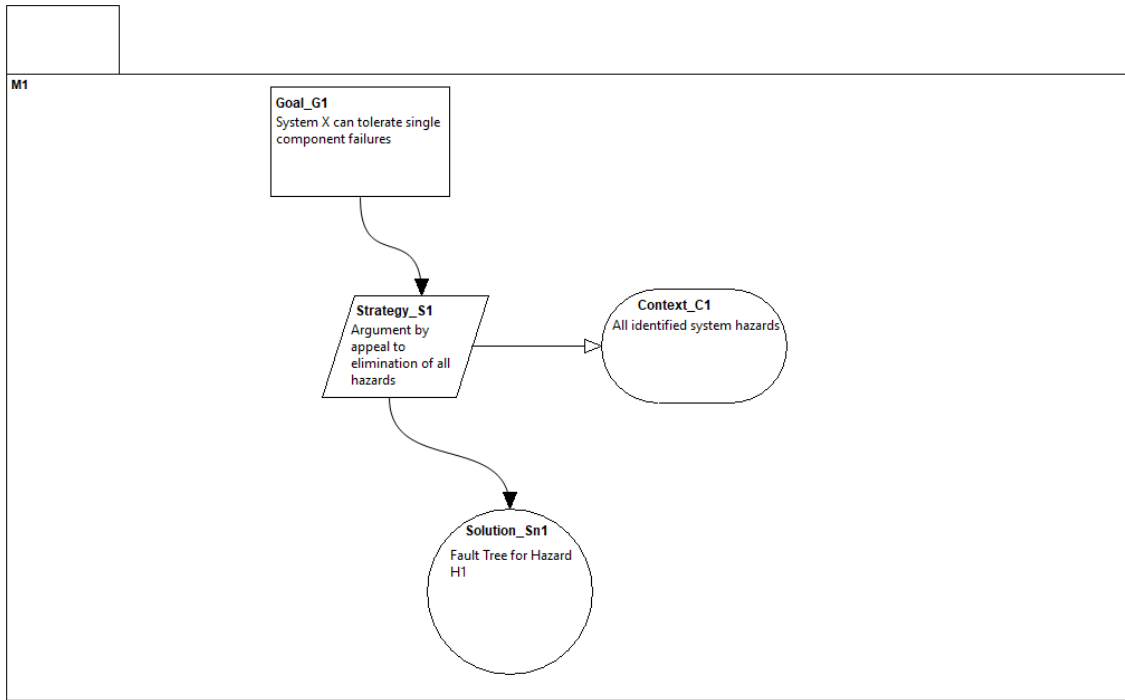 M1
Goal_G1
System X can tolerate single
component failures
Strategy_S1
Argument by
appeal to
elimination of all
hazards
Context_C1
All identified system hazards
Solution_Sn1
Fault Tree for Hazard
H1